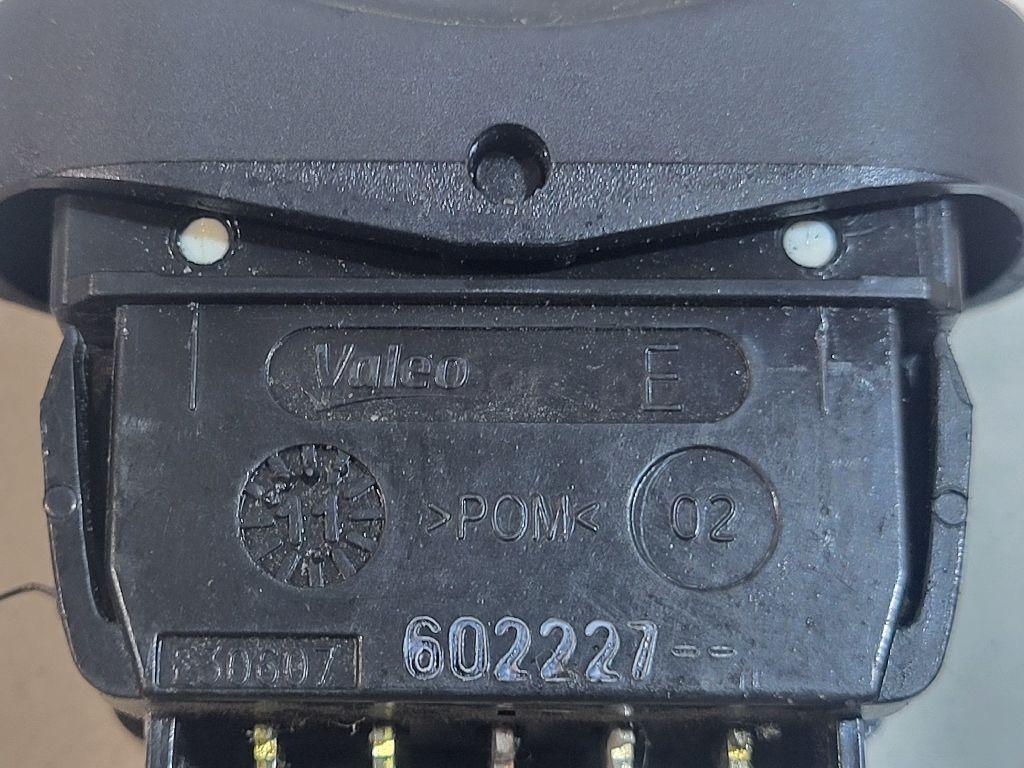 Valeo E
11 >POM< 02
602227--